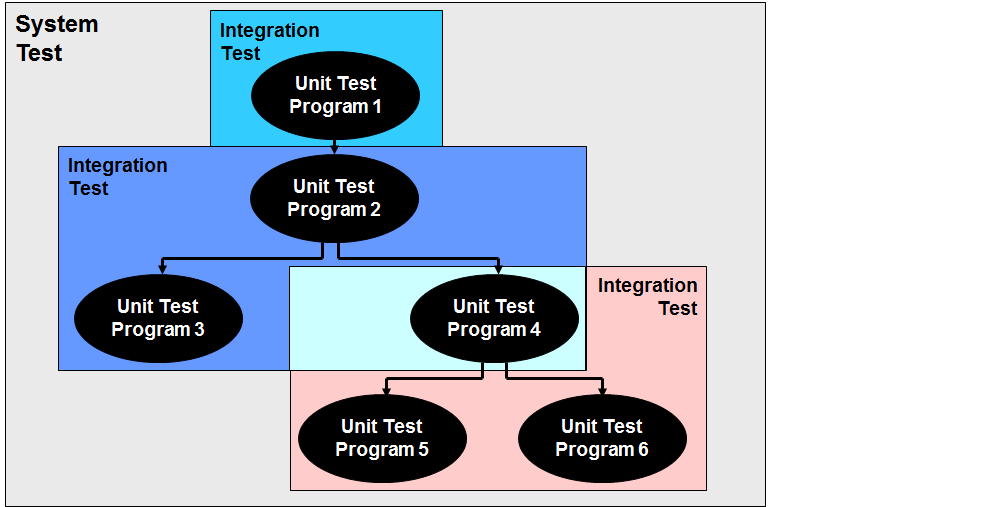 System
Test
Integration
Test
Unit Test
Program 1
Integration
Test
Unit Test
Program 2
Unit Test
Program 3
Unit Test
Program 4
Integration
Test
Unit Test
Program 5
Unit Test
Program 6